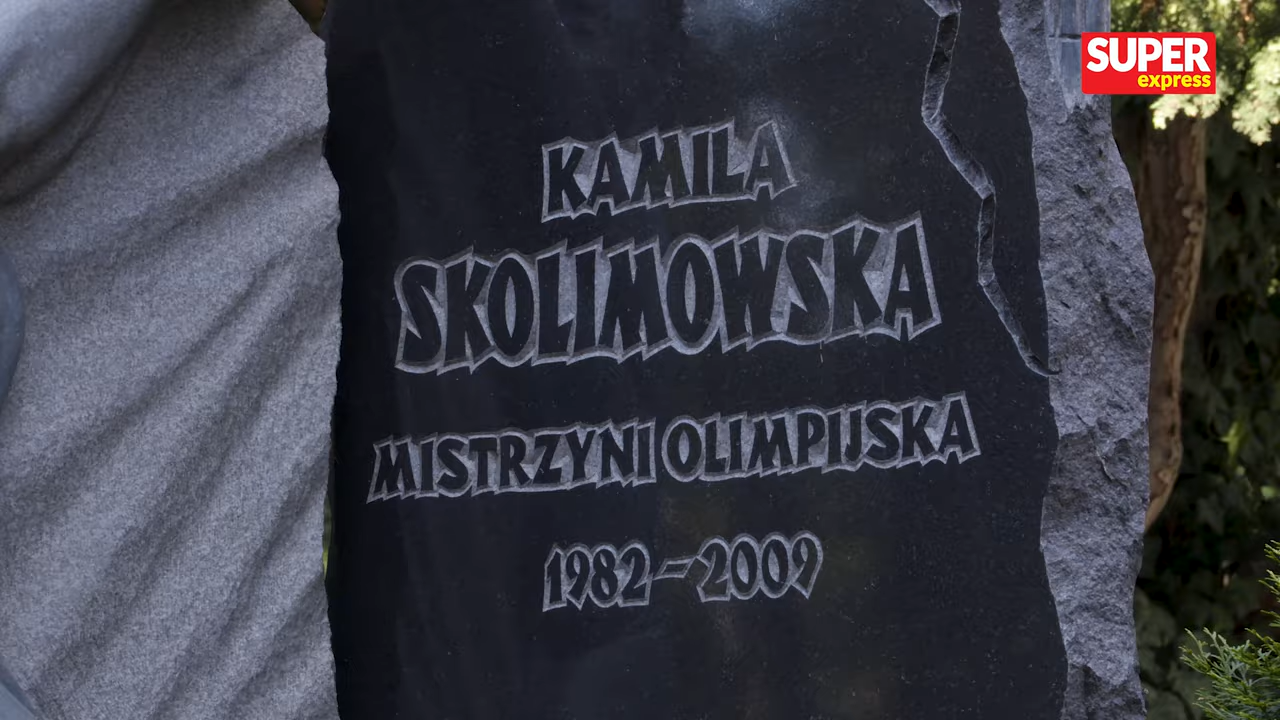 SUPER
express
KAMILA
SKOLIMOWSKA
MISTRZYNI OLIMPIJSKA
1982-2009